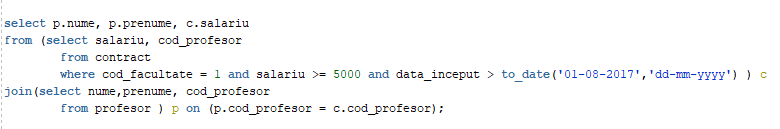 select p.nume, p.prenume, c.salariu
from (select salariu, cod_profesor
from contract
where cod_facultate = 1 and salariu >= 5000 and data_inceput > to_date('01-08-2017','dd-mm-yyyy') ) c
join(select nume,prenume, cod_profesor
from profesor ) p on (p.cod_profesor = c.cod_profesor);